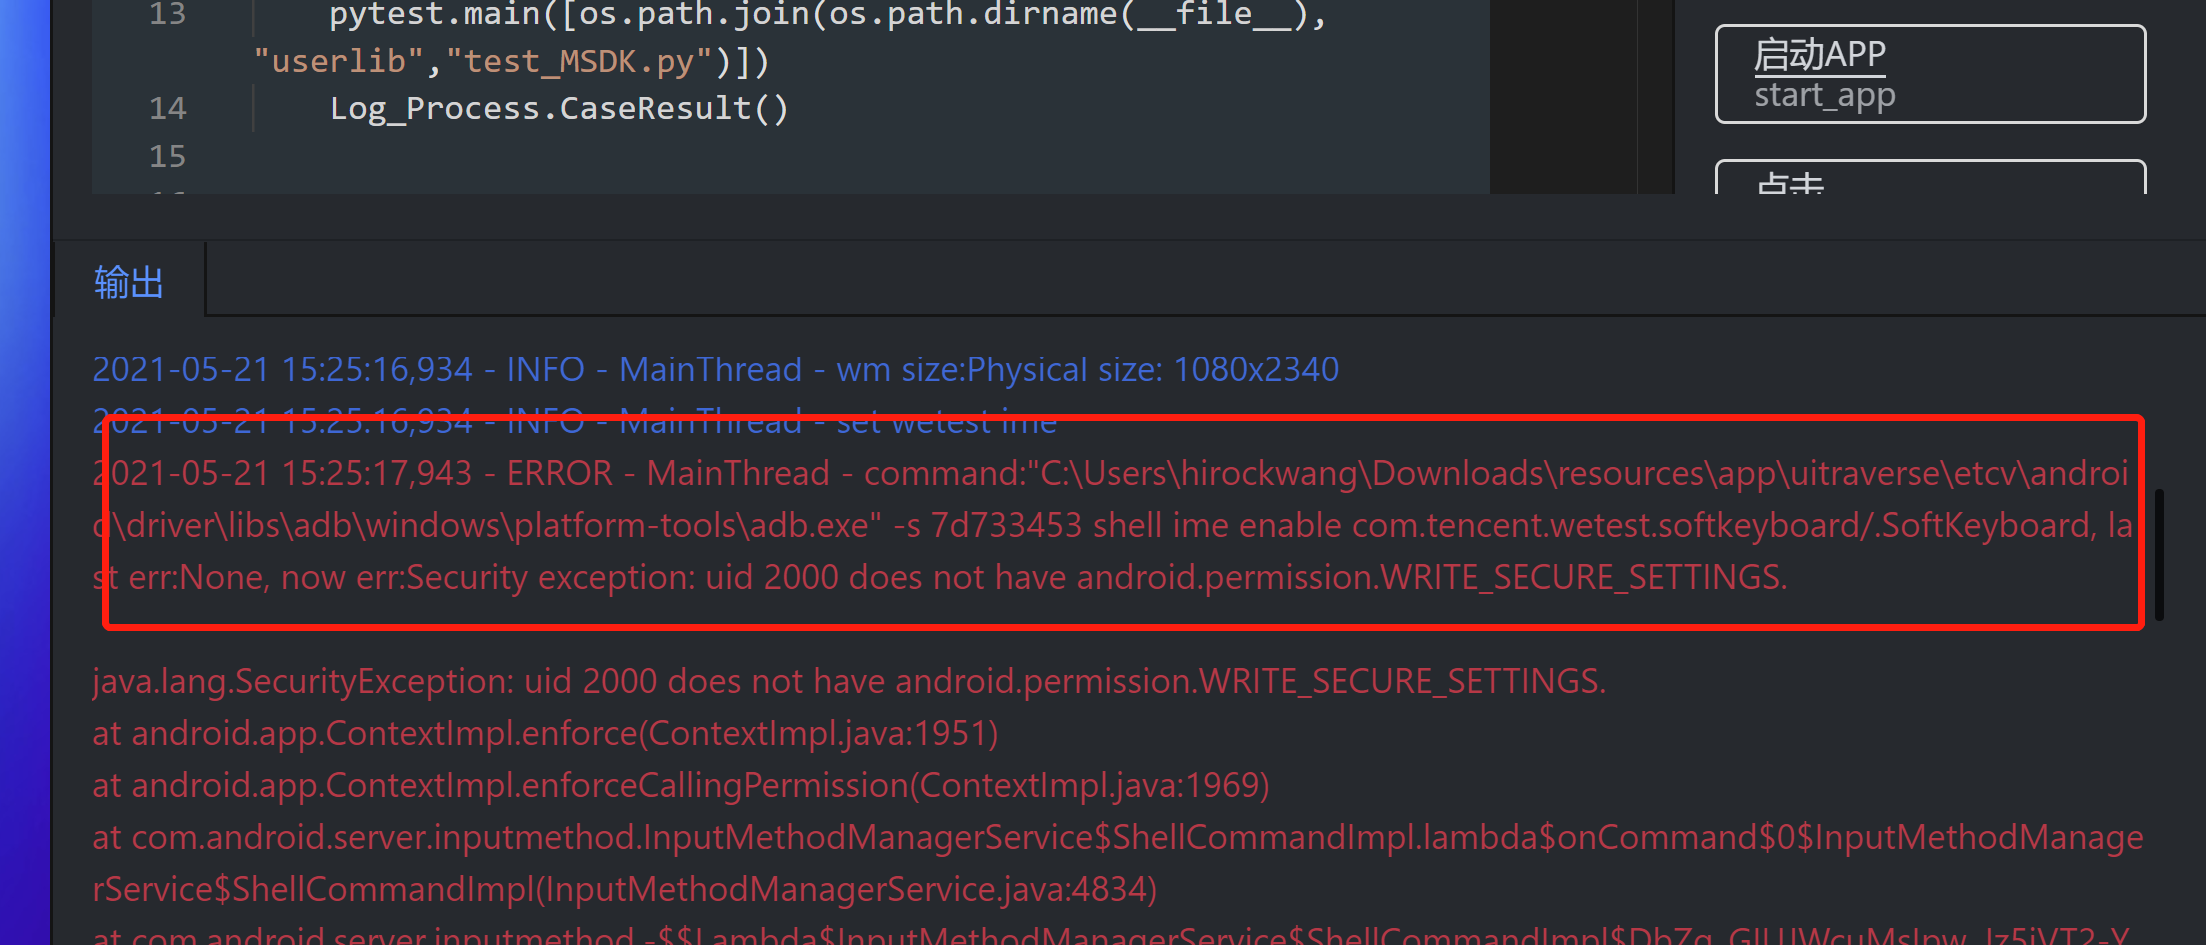 13 pytest.main([os.path.join(os.path.dirname(__file__),
"userlib","test_MSDK.py")])
14 Log_Process.CaseResult()
15
启动APP
start_app
点击
输出
2021-05-21 15:25:16,934 - INFO - MainThread - wm size:Physical size: 1080x2340
2021-05-21 15:25:16,934 - INFO - MainThread - set wetest ime
2021-05-21 15:25:17,943 - ERROR - MainThread - command:"C:\Users\hirockwang\Downloads\resources\app\uitraverse\etcv\androi
d\driver\libs\adb\windows\platform-tools\adb.exe" -s 7d733453 shell ime enable com.tencent.wetest.softkeyboard/.SoftKeyboard, la
st err:None, now err:Security exception: uid 2000 does not have android.permission.WRITE_SECURE_SETTINGS.
java.lang.SecurityException: uid 2000 does not have android.permission.WRITE_SECURE_SETTINGS.
at android.app.ContextImpl.enforce(ContextImpl.java:1951)
at android.app.ContextImpl.enforceCallingPermission(ContextImpl.java:1969)
at com.android.server.inputmethod.InputMethodManagerService$ShellCommandImpl.lambda$onCommand$0$InputMethodManage
rService$ShellCommandImpl(InputMethodManagerService.java:4834)
at com.android.server.inputmethod.-$$Lambda$InputMethodManagerService$ShellCommandImpl$